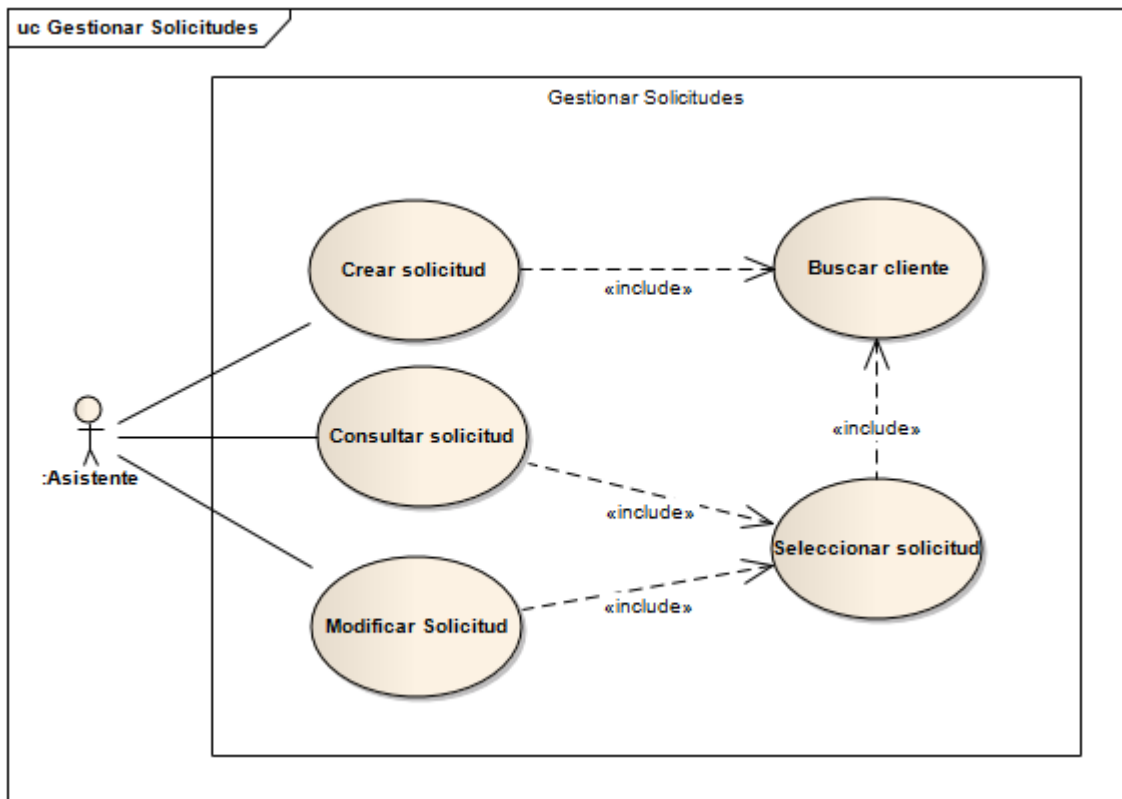 uc Gestionar Solicitudes
Gestionar Solicitudes
Crear solicitud
«include»
Buscar cliente
:Asistente
Consultar solicitud
«include»
«include»
Seleccionar solicitud
Modificar Solicitud
«include»